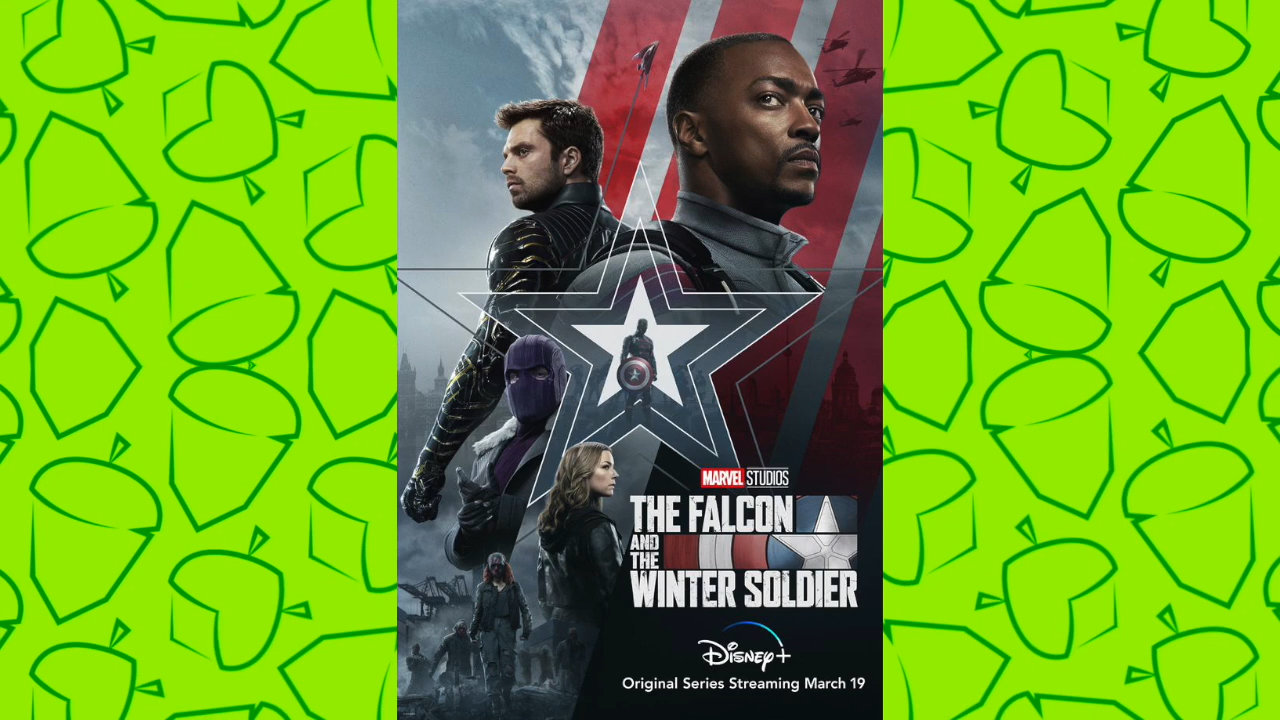 MARVEL STUDIOS
THE FALCON
AND
THE
WINTER SOLDIER
Disney+
Original Series Streaming March 19